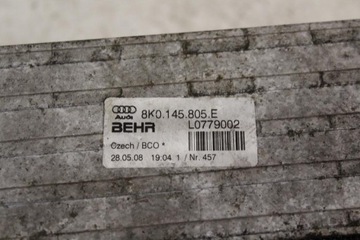 8K0.145.805.E
Audi
BEHR L0779002
Czech / BCO *
28.05.08 19:04 1 / Nr. 457